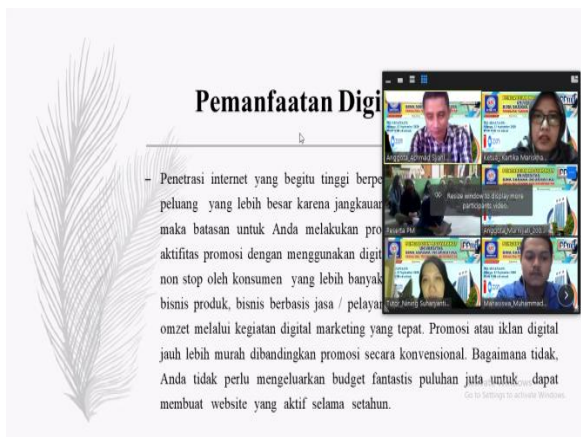 Pemanfaatan Digi
– Penetrasi internet yang begitu tinggi berpe
peluang yang lebih besar karena jangkauan
maka batasan untuk Anda melakukan pro
aktifitas promosi dengan menggunakan digit
non stop oleh konsumen yang lebih banyak
bisnis produk, bisnis berbasis jasa / pelayan
omzet melalui kegiatan digital marketing yang tepat. Promosi atau iklan digital
jauh lebih murah dibandingkan promosi secara konvensional. Bagaimana tidak,
Anda tidak perlu mengeluarkan budget fantastis puluhan juta untuk dapat
membuat website yang aktif selama setahun.
Go to Settings to activate Windows.
Resize window to display more
participants video.
Peserta PM
Tutor_Nining Suharyanti
Mahasiswa_Muhammad...